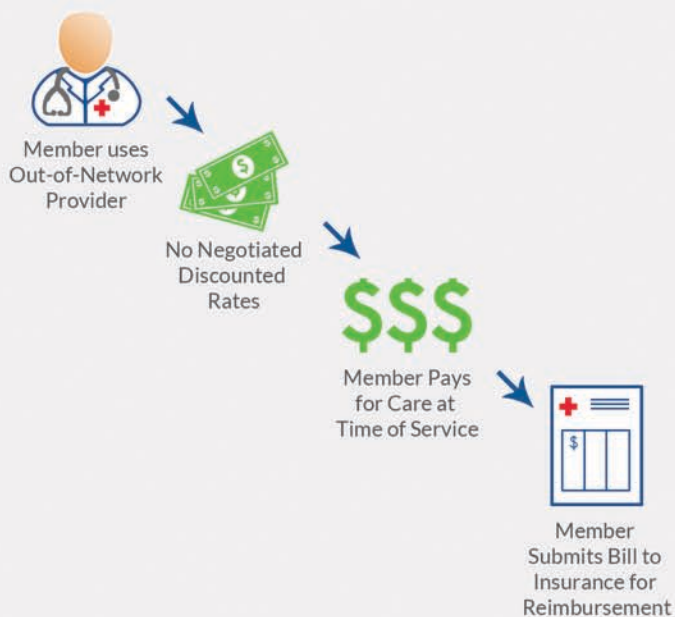 Member uses
Out-of-Network
Provider
$
No Negotiated
Discounted
Rates
$$$
Member Pays
for Care at
Time of Service
$
Member
Submits Bill to
Insurance for
Reimbursement